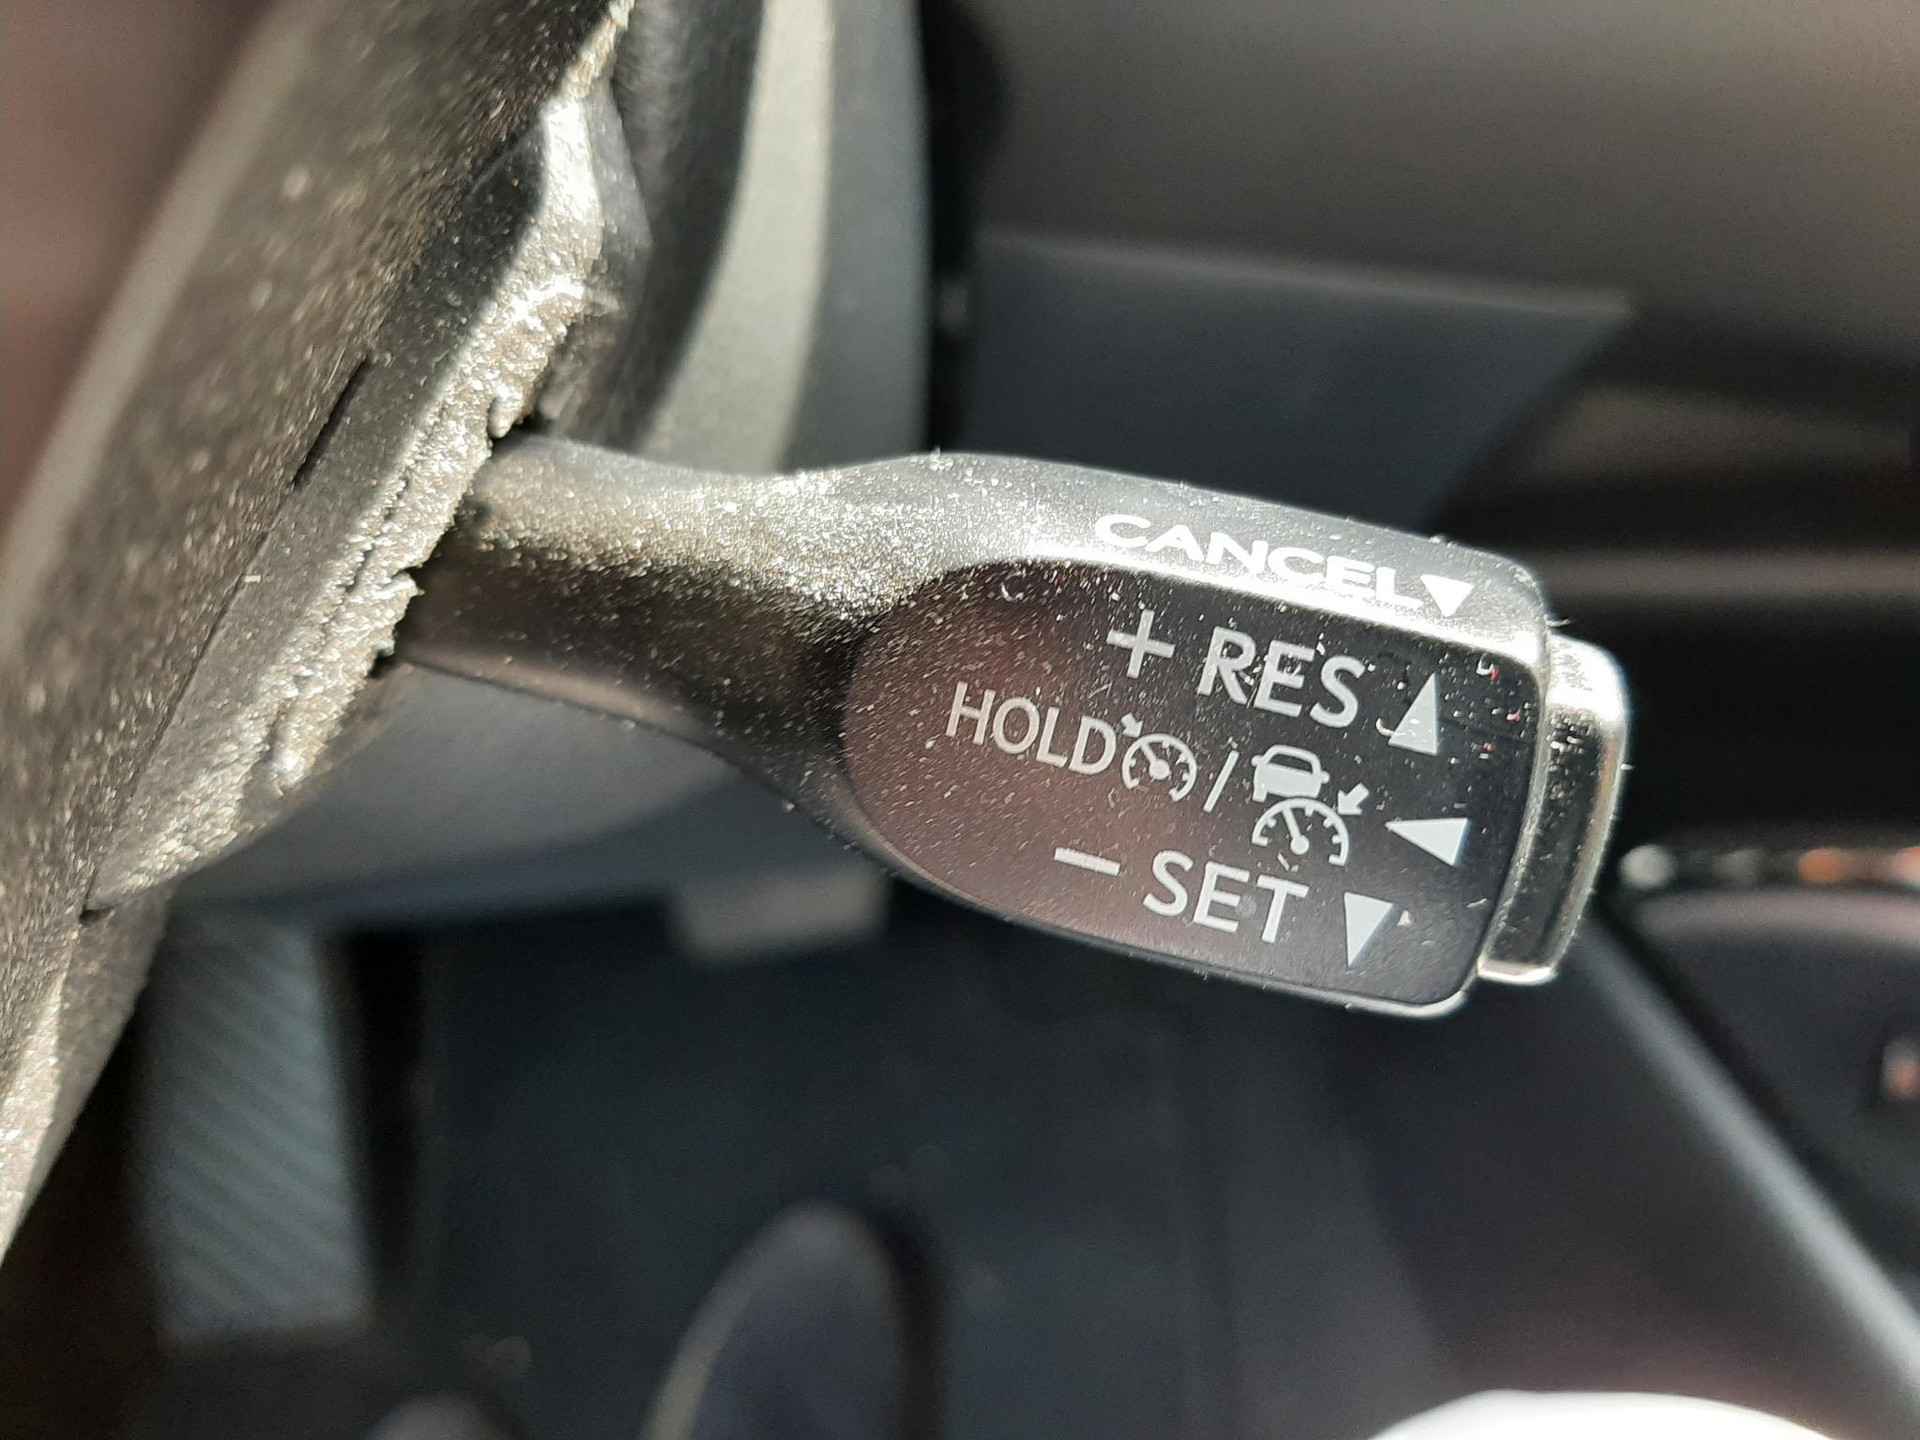 CANCEL
+ RES
HOLD /
- SET